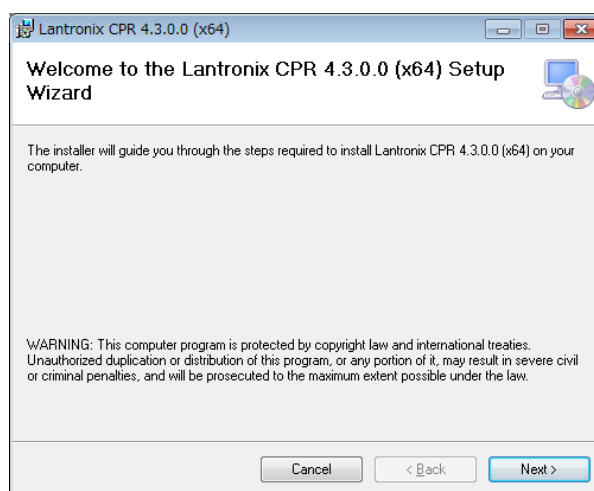 Lantronix CPR 4.3.0.0 (x64)
Welcome to the Lantronix CPR 4.3.0.0 (x64) Setup
Wizard
The installer will guide you through the steps required to install Lantronix CPR 4.3.0.0 (x64) on your
computer.
WARNING: This computer program is protected by copyright law and international treaties.
Unauthorized duplication or distribution of this program, or any portion of it, may result in severe civil
or criminal penalties, and will be prosecuted to the maximum extent possible under the law.
Cancel < Back Next >